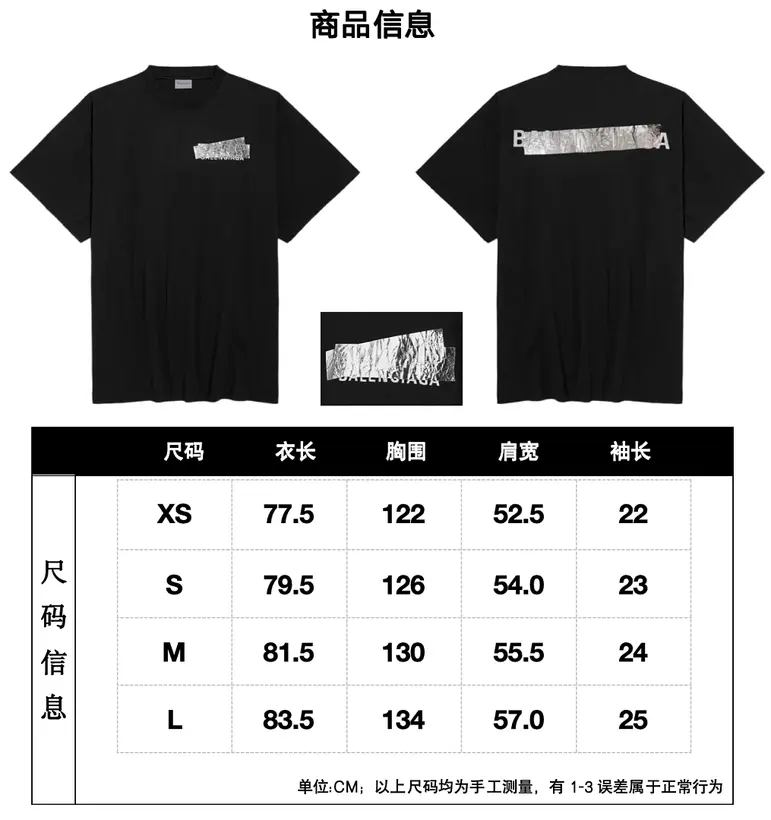 商品信息
BALENCIAGA
尺码 衣长 胸围 肩宽 袖长
尺码信息
XS 77.5 122 52.5 22
S 79.5 126 54.0 23
M 81.5 130 55.5 24
L 83.5 134 57.0 25
单位:CM；以上尺码均为手工测量，有 1-3 误差属于正常行为